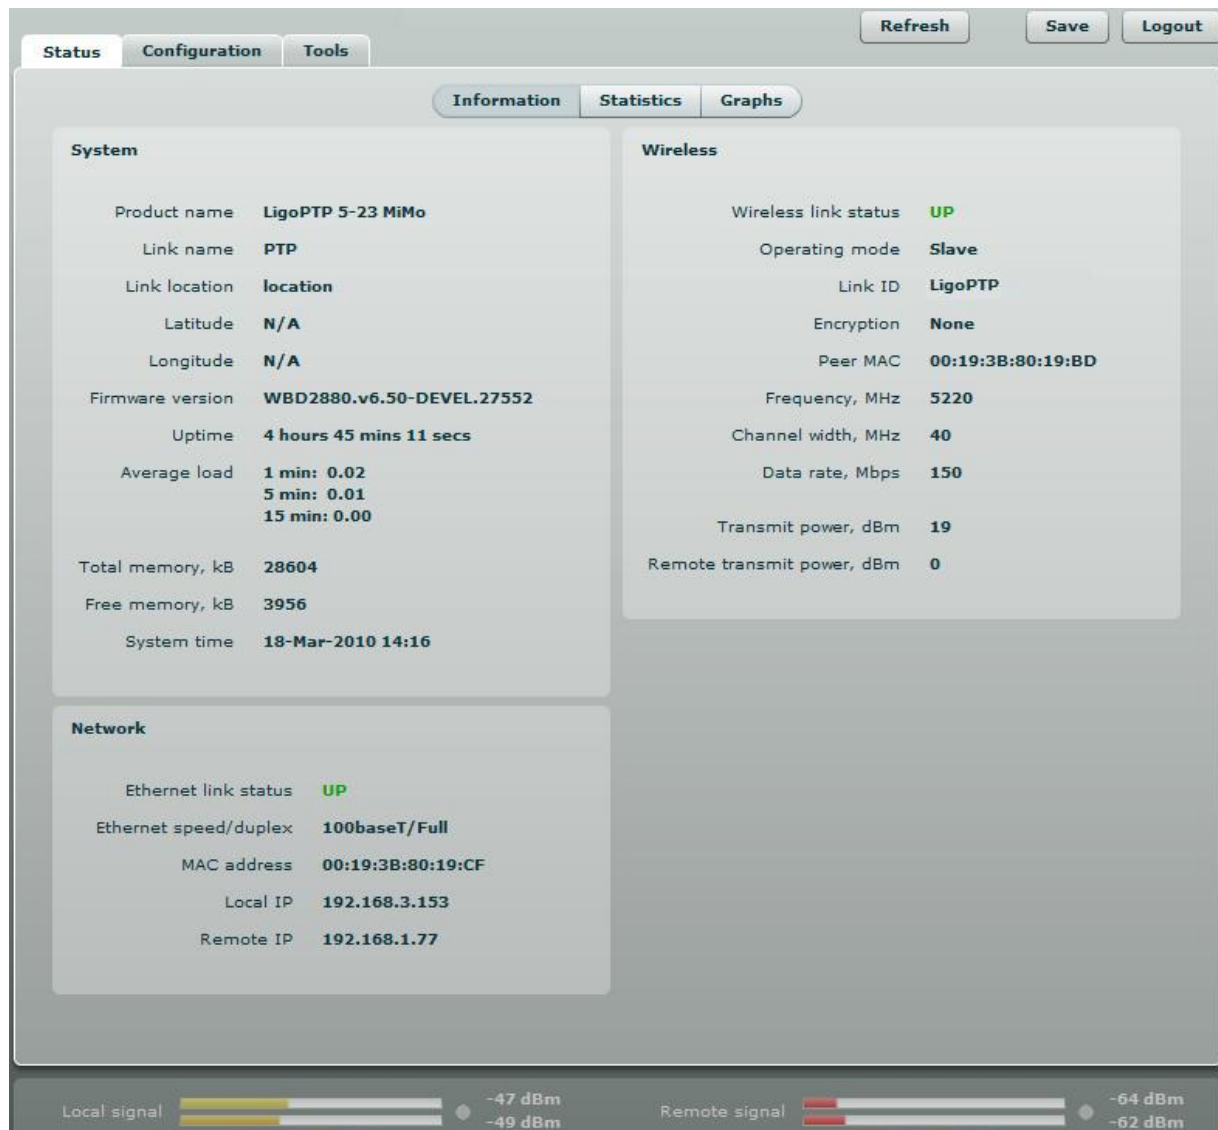 Refresh Save Logout
Status Configuration Tools
Information Statistics Graphs
System
Product name LigoPTP 5-23 MiMo
Link name PTP
Link location location
Latitude N/A
Longitude N/A
Firmware version WBD2880.v6.50-DEVEL.27552
Uptime 4 hours 45 mins 11 secs
Average load 1 min: 0.02
5 min: 0.01
15 min: 0.00
Total memory, kB 28604
Free memory, kB 3956
System time 18-Mar-2010 14:16
Wireless
Wireless link status UP
Operating mode Slave
Link ID LigoPTP
Encryption None
Peer MAC 00:19:3B:80:19:BD
Frequency, MHz 5220
Channel width, MHz 40
Data rate, Mbps 150
Transmit power, dBm 19
Remote transmit power, dBm 0
Network
Ethernet link status UP
Ethernet speed/duplex 100baseT/Full
MAC address 00:19:3B:80:19:CF
Local IP 192.168.3.153
Remote IP 192.168.1.77
Local signal -47 dBm
-49 dBm
Remote signal -64 dBm
-62 dBm